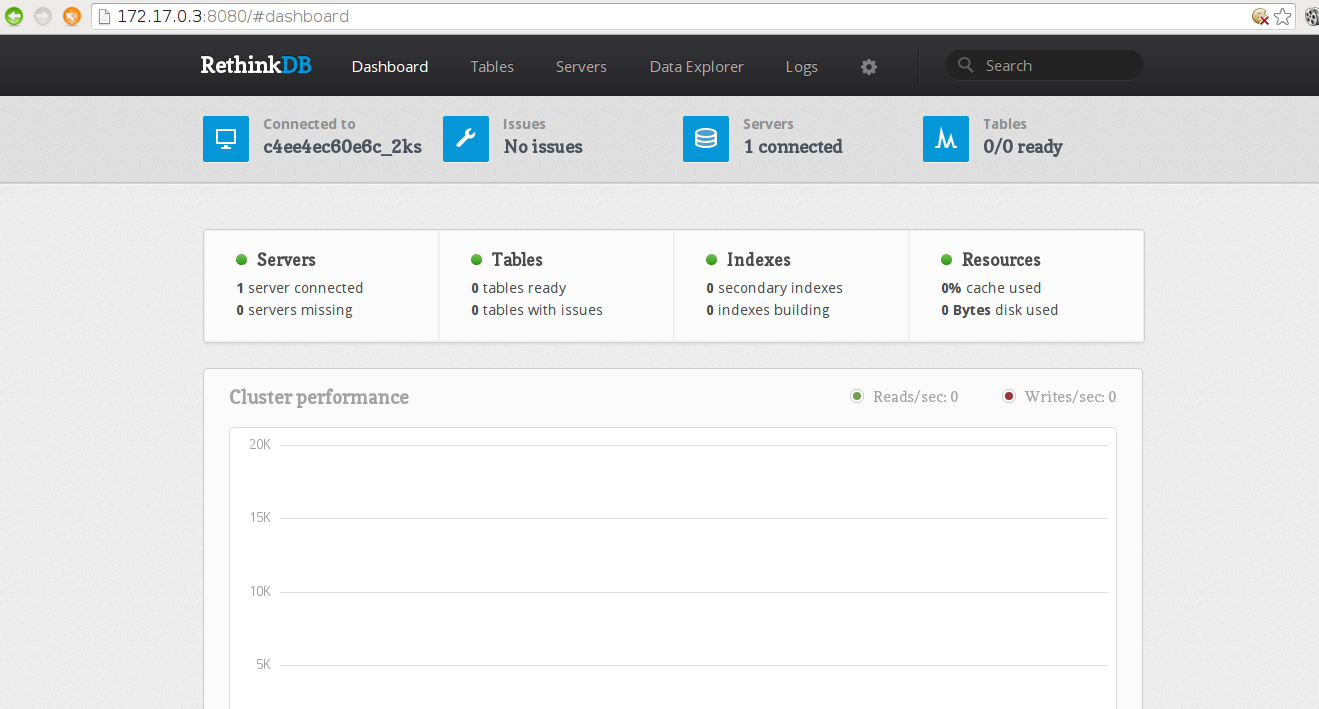 172.17.0.3:8080/#dashboard
RethinkDB Dashboard Tables Servers Data Explorer Logs Search
Connected to
c4ee4ec60e6c_2ks
Issues
No issues
Servers
1 connected
Tables
0/0 ready
Servers
1 server connected
0 servers missing
Tables
0 tables ready
0 tables with issues
Indexes
0 secondary indexes
0 indexes building
Resources
0% cache used
0 Bytes disk used
Cluster performance
Reads/sec: 0
Writes/sec: 0
20K
15K
10K
5K